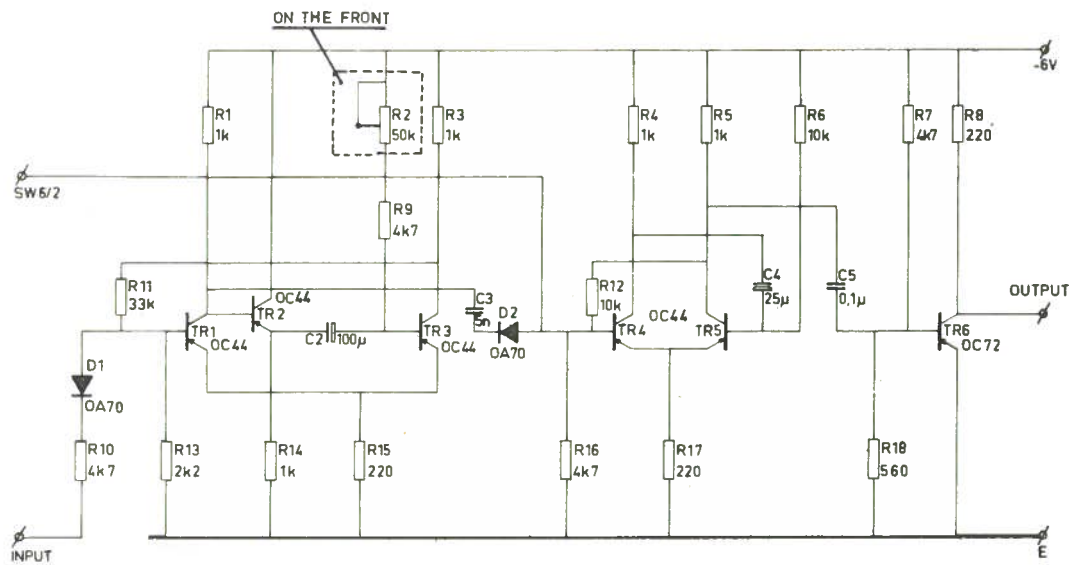 ON THE FRONT
-6V
R1
1k
R2
50k
R3
1k
R4
1k
R5
1k
R6
10k
R7
4k7
R8
220
SW6/2
R9
4k7
R11
33k
OC44
TR2
C3
5n
D2
OA70
R12
10k
C4
25μ
C5
0,1μ
OUTPUT
TR1
OC44
C2
100μ
TR3
OC44
TR4
OC44
TR5
TR6
OC72
D1
OA70
R10
4k7
R13
2k2
R14
1k
R15
220
R16
4k7
R17
220
R18
560
INPUT
E